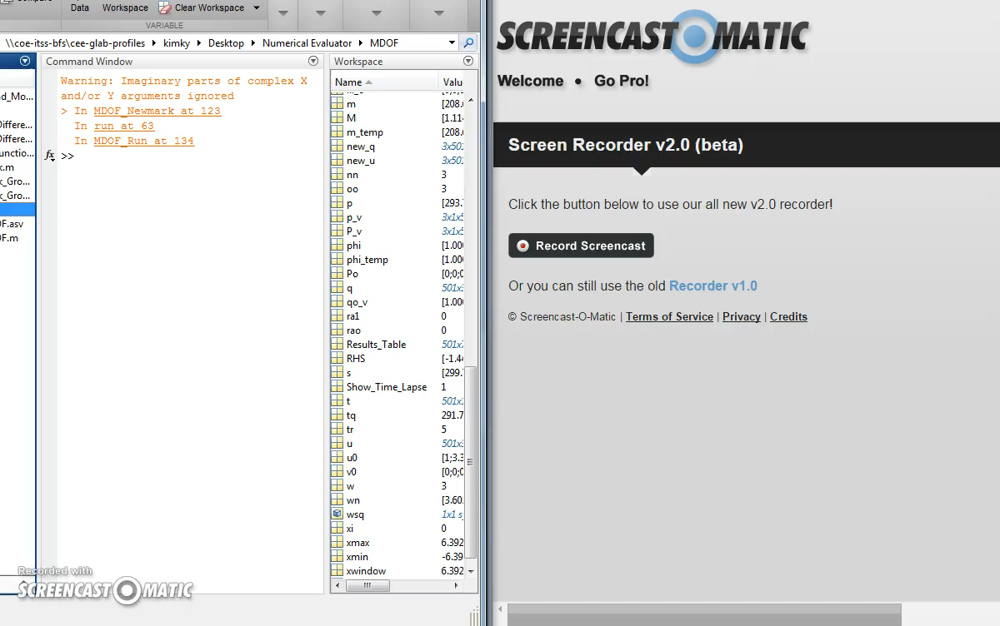 Data Workspace Clear Workspace
VARIABLE
\\coe-itss-bfs\cee-glab-profiles kimky Desktop Numerical Evaluator MDOF
Command Window
Workspace
Name
Valu
Warning: Imaginary parts of complex X
and/or Y arguments ignored
> In MDOF_Newmark at 123
In run at 63
In MDOF_Run at 134
fx >>
d_Mo...
Differe...
Differe...
unctio...
k.m
k_Gro...
k_Gro...
OF.asv
OF.m
m [208.(
M [1.114
m_temp [208.(
new_q 3x501
new_u 3x501
nn 3
oo 3
p [293.7
p_v 3x1x5
P_v 3x1x5
phi [1.000
phi_temp [1.000
Po [0;0;0
q 501x3
qo_v [1.000
ra1 0
rao 0
Results_Table 501x7
RHS [-1.44
s [299.7
Show_Time_Lapse 1
t 501x1
tq 291.7
tr 5
u 501x3
u0 [1;3.3
v0 [0;0;0
w 3
wn [3.60
wsq 1x1 s
xi 0
xmax 6.392
xmin -6.39
xwindow 6.392
Recorded with
SCREENCAST-O-MATIC
SCREENCAST-O-MATIC
Welcome • Go Pro!
Screen Recorder v2.0 (beta)
Click the button below to use our all new v2.0 recorder!
Record Screencast
Or you can still use the old Recorder v1.0
© Screencast-O-Matic | Terms of Service | Privacy | Credits